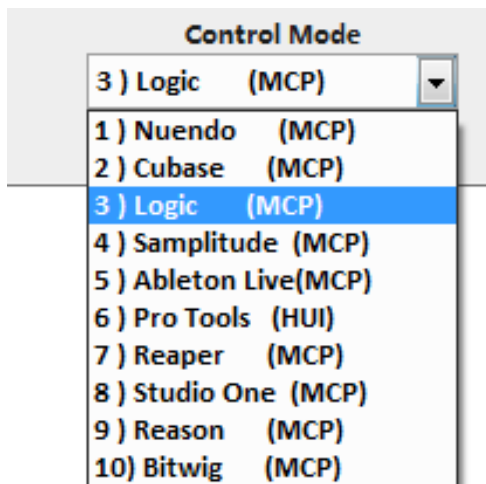 Control Mode
3 ) Logic (MCP)
1 ) Nuendo (MCP)
2 ) Cubase (MCP)
3 ) Logic (MCP)
4 ) Samplitude (MCP)
5 ) Ableton Live(MCP)
6 ) Pro Tools (HUI)
7 ) Reaper (MCP)
8 ) Studio One (MCP)
9 ) Reason (MCP)
10) Bitwig (MCP)